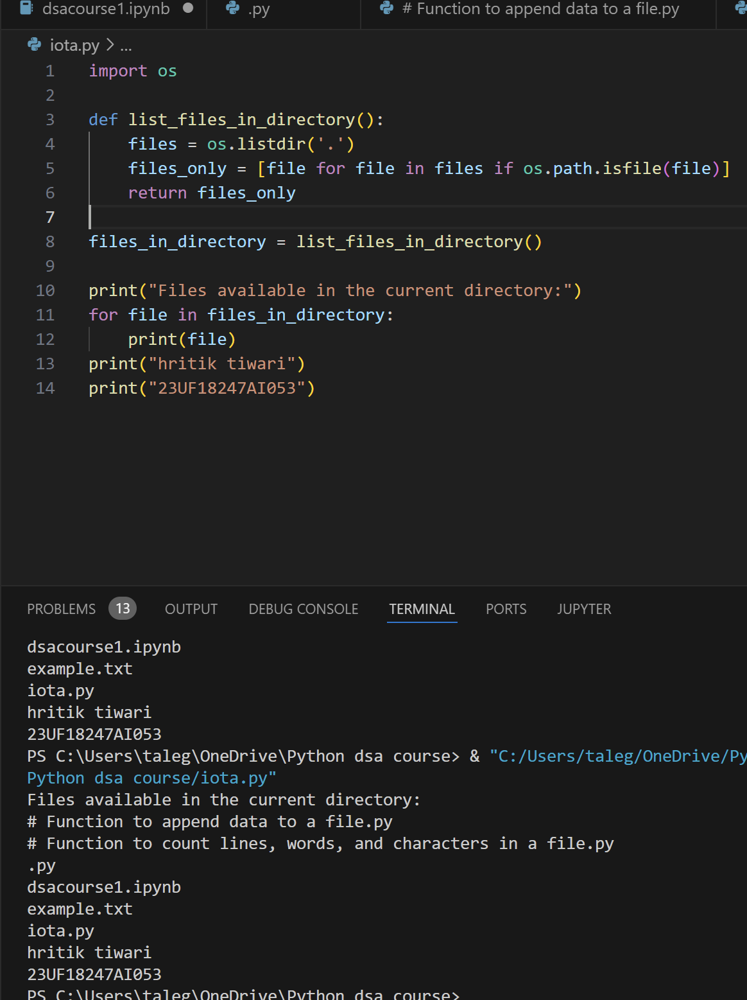 dsacourse1.ipynb
.py
# Function to append data to a file.py
iota.py > ...
1 import os
2
3 def list_files_in_directory():
4     files = os.listdir('.')
5     files_only = [file for file in files if os.path.isfile(file)]
6     return files_only
7
8 files_in_directory = list_files_in_directory()
9
10 print("Files available in the current directory:")
11 for file in files_in_directory:
12     print(file)
13 print("hritik tiwari")
14 print("23UF18247AI053")
PROBLEMS 13 OUTPUT DEBUG CONSOLE TERMINAL PORTS JUPYTER
dsacourse1.ipynb
example.txt
iota.py
hritik tiwari
23UF18247AI053
PS C:\Users\taleg\OneDrive\Python dsa course> & "C:/Users/taleg/OneDrive/Py
Python dsa course/iota.py"
Files available in the current directory:
# Function to append data to a file.py
# Function to count lines, words, and characters in a file.py
.py
dsacourse1.ipynb
example.txt
iota.py
hritik tiwari
23UF18247AI053
PS C:\Users\taleg\OneDrive\Python dsa course>